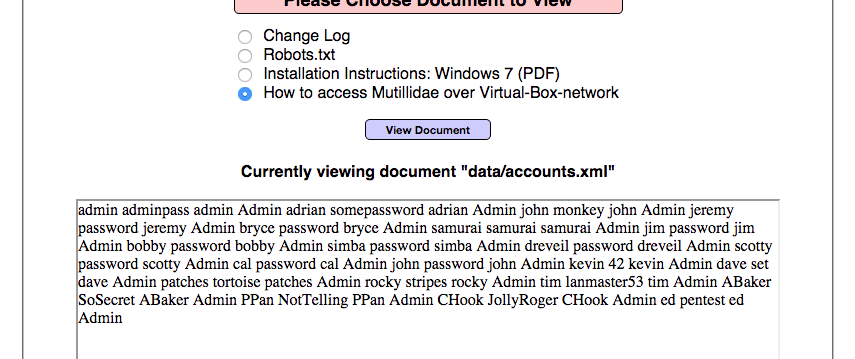 Please Choose Document to View
Change Log
Robots.txt
Installation Instructions: Windows 7 (PDF)
How to access Mutillidae over Virtual-Box-network
View Document
Currently viewing document "data/accounts.xml"
admin adminpass admin Admin adrian somepassword adrian Admin john monkey john Admin jeremy
password jeremy Admin bryce password bryce Admin samurai samurai samurai Admin jim password jim
Admin bobby password bobby Admin simba password simba Admin dreveil password dreveil Admin scotty
password scotty Admin cal password cal Admin john password john Admin kevin 42 kevin Admin dave set
dave Admin patches tortoise patches Admin rocky stripes rocky Admin tim lanmaster53 tim Admin ABaker
SoSecret ABaker Admin PPan NotTelling PPan Admin CHook JollyRoger CHook Admin ed pentest ed
Admin